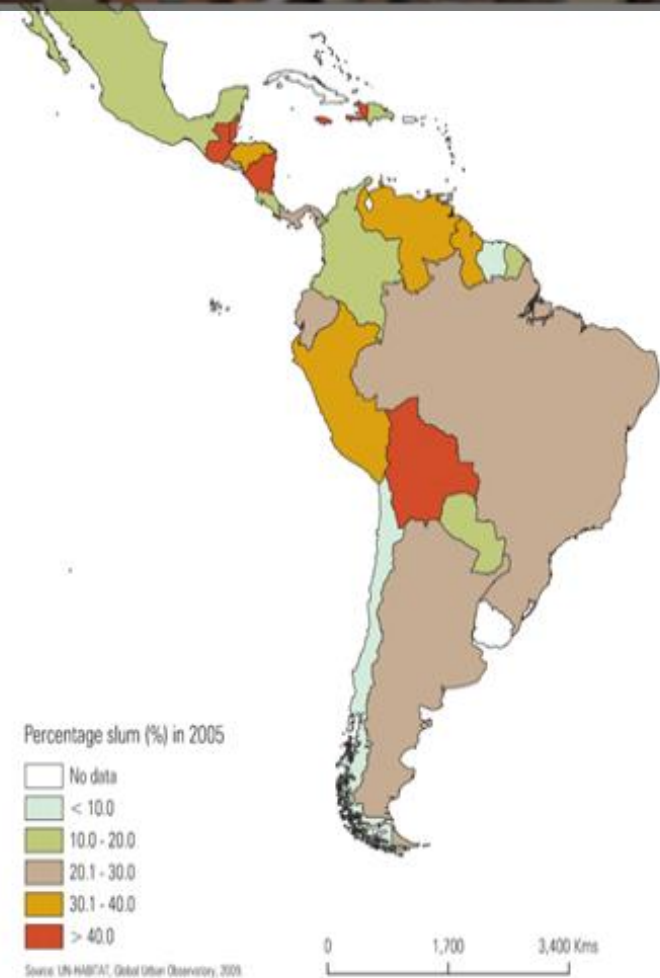 Percentage slum (%) in 2005
No data
< 10.0
10.0 - 20.0
20.1 - 30.0
30.1 - 40.0
> 40.0
Source: UN-HABITAT, Global Urban Observatory, 2009.
0 1,700 3,400 Kms